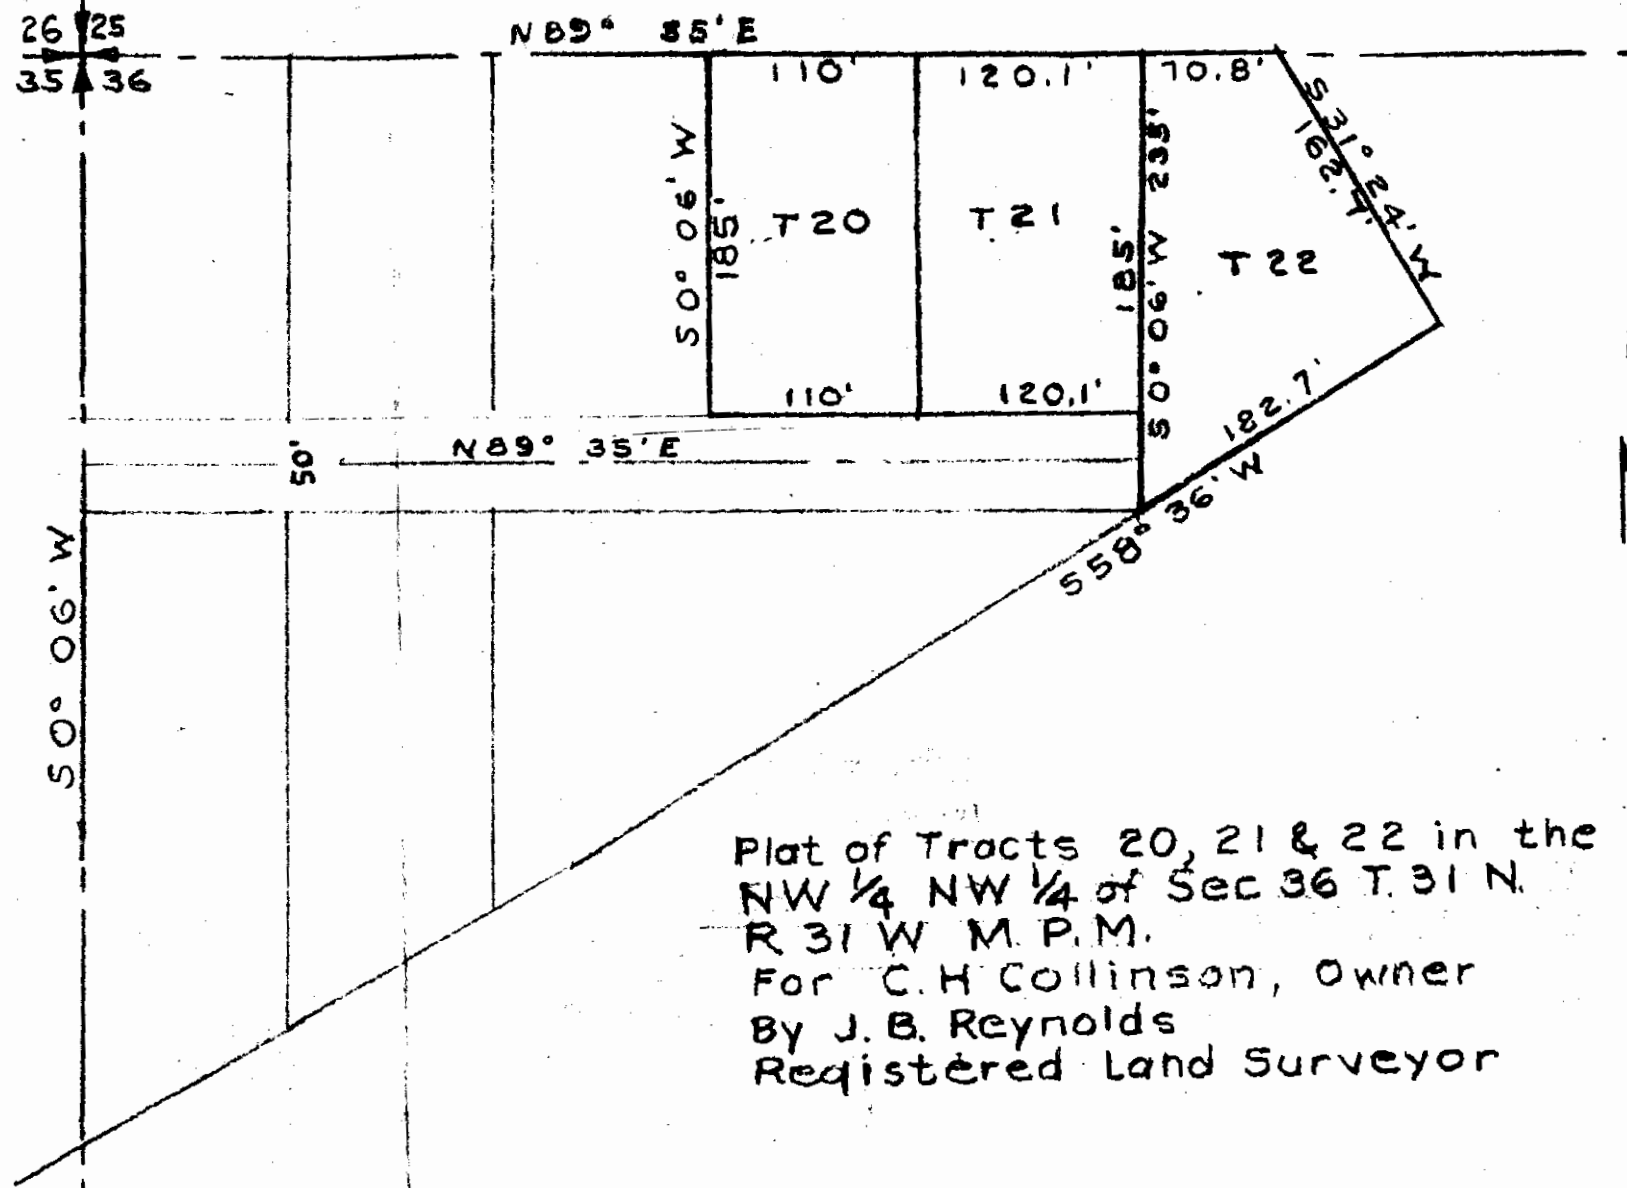 26 25
35 36
N 89° 35' E
110'
120.1'
70.8'
S 31° 24' W
162.7'
S 0° 06' W
185'
T 20
T 21
185'
S 0° 06' W 235'
T 22
110'
120.1'
182.7'
S 58° 36' W
N 89° 35' E
50'
S 0° 06' W
Plat of Tracts 20, 21 & 22 in the
NW ¼ NW ¼ of Sec 36 T. 31 N.
R 31 W M. P. M.
For C. H Collinson, Owner
By J. B. Reynolds
Registered Land Surveyor